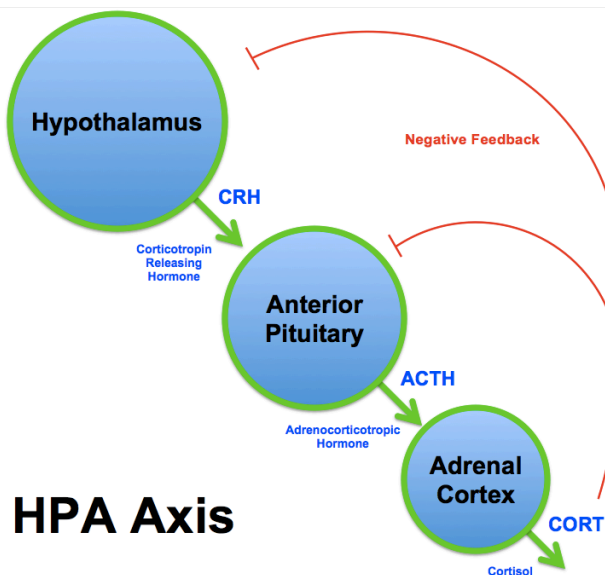 Hypothalamus
Negative Feedback
CRH
Corticotropin
Releasing
Hormone
Anterior
Pituitary
ACTH
Adrenocorticotropic
Hormone
Adrenal
Cortex
HPA Axis
CORT
Cortisol